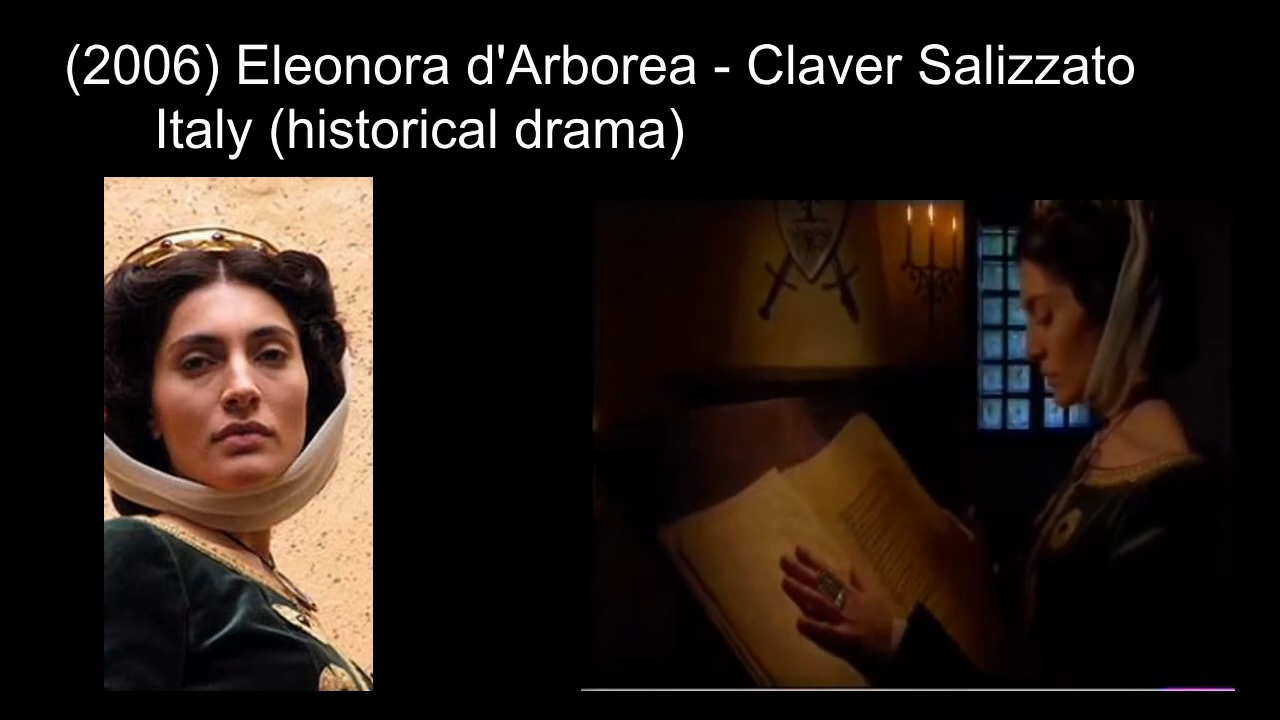 (2006) Eleonora d'Arborea - Claver Salizzato
Italy (historical drama)